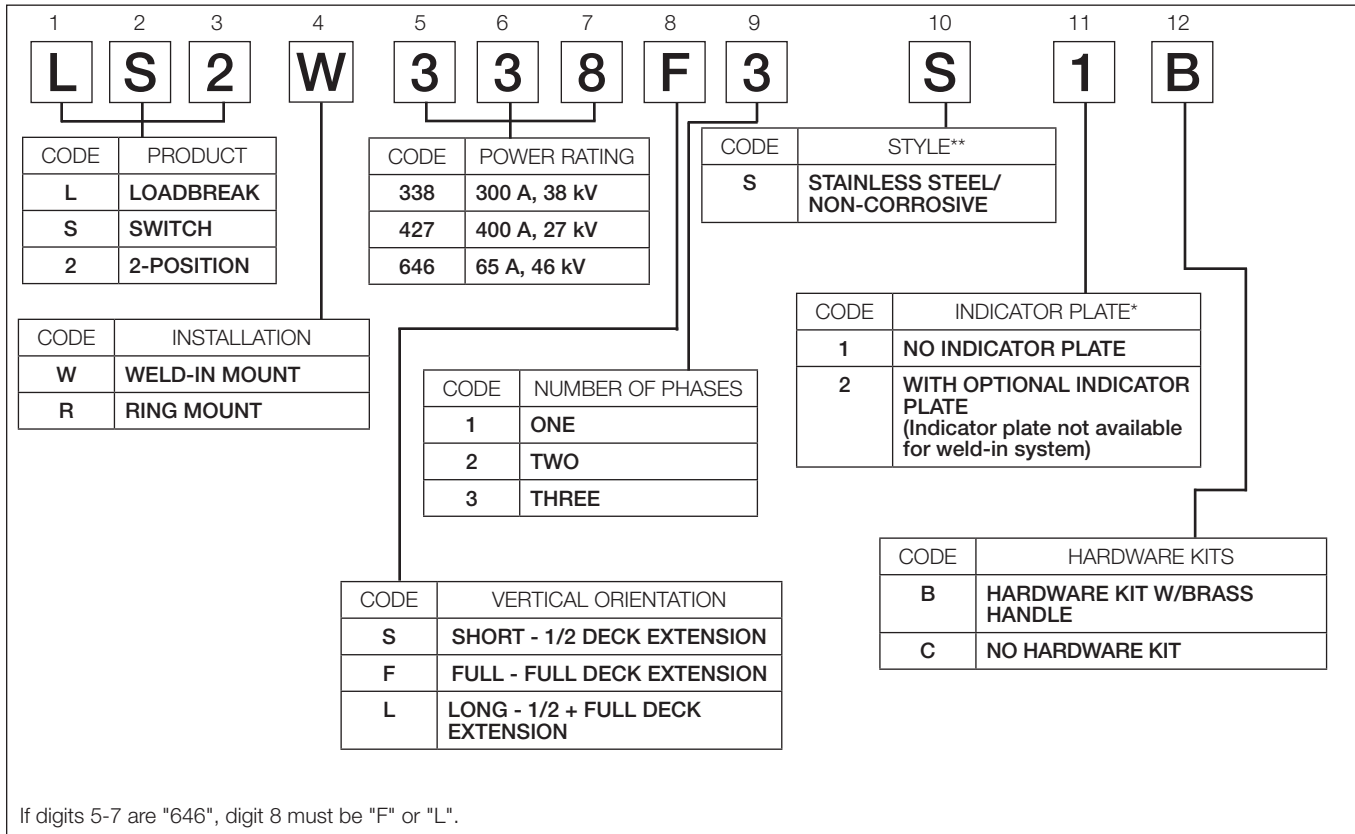 1 2 3 4 5 6 7 8 9 10 11 12
L S 2 W 3 3 8 F 3 S 1 B
CODE PRODUCT
L LOADBREAK
S SWITCH
2 2-POSITION
CODE POWER RATING
338 300 A, 38 kV
427 400 A, 27 kV
646 65 A, 46 kV
CODE STYLE**
S STAINLESS STEEL/
NON-CORROSIVE
CODE INSTALLATION
W WELD-IN MOUNT
R RING MOUNT
CODE NUMBER OF PHASES
1 ONE
2 TWO
3 THREE
CODE INDICATOR PLATE*
1 NO INDICATOR PLATE
2 WITH OPTIONAL INDICATOR
PLATE
(Indicator plate not available
for weld-in system)
CODE VERTICAL ORIENTATION
S SHORT - 1/2 DECK EXTENSION
F FULL - FULL DECK EXTENSION
L LONG - 1/2 + FULL DECK
EXTENSION
CODE HARDWARE KITS
B HARDWARE KIT W/BRASS
HANDLE
C NO HARDWARE KIT
If digits 5-7 are "646", digit 8 must be "F" or "L".